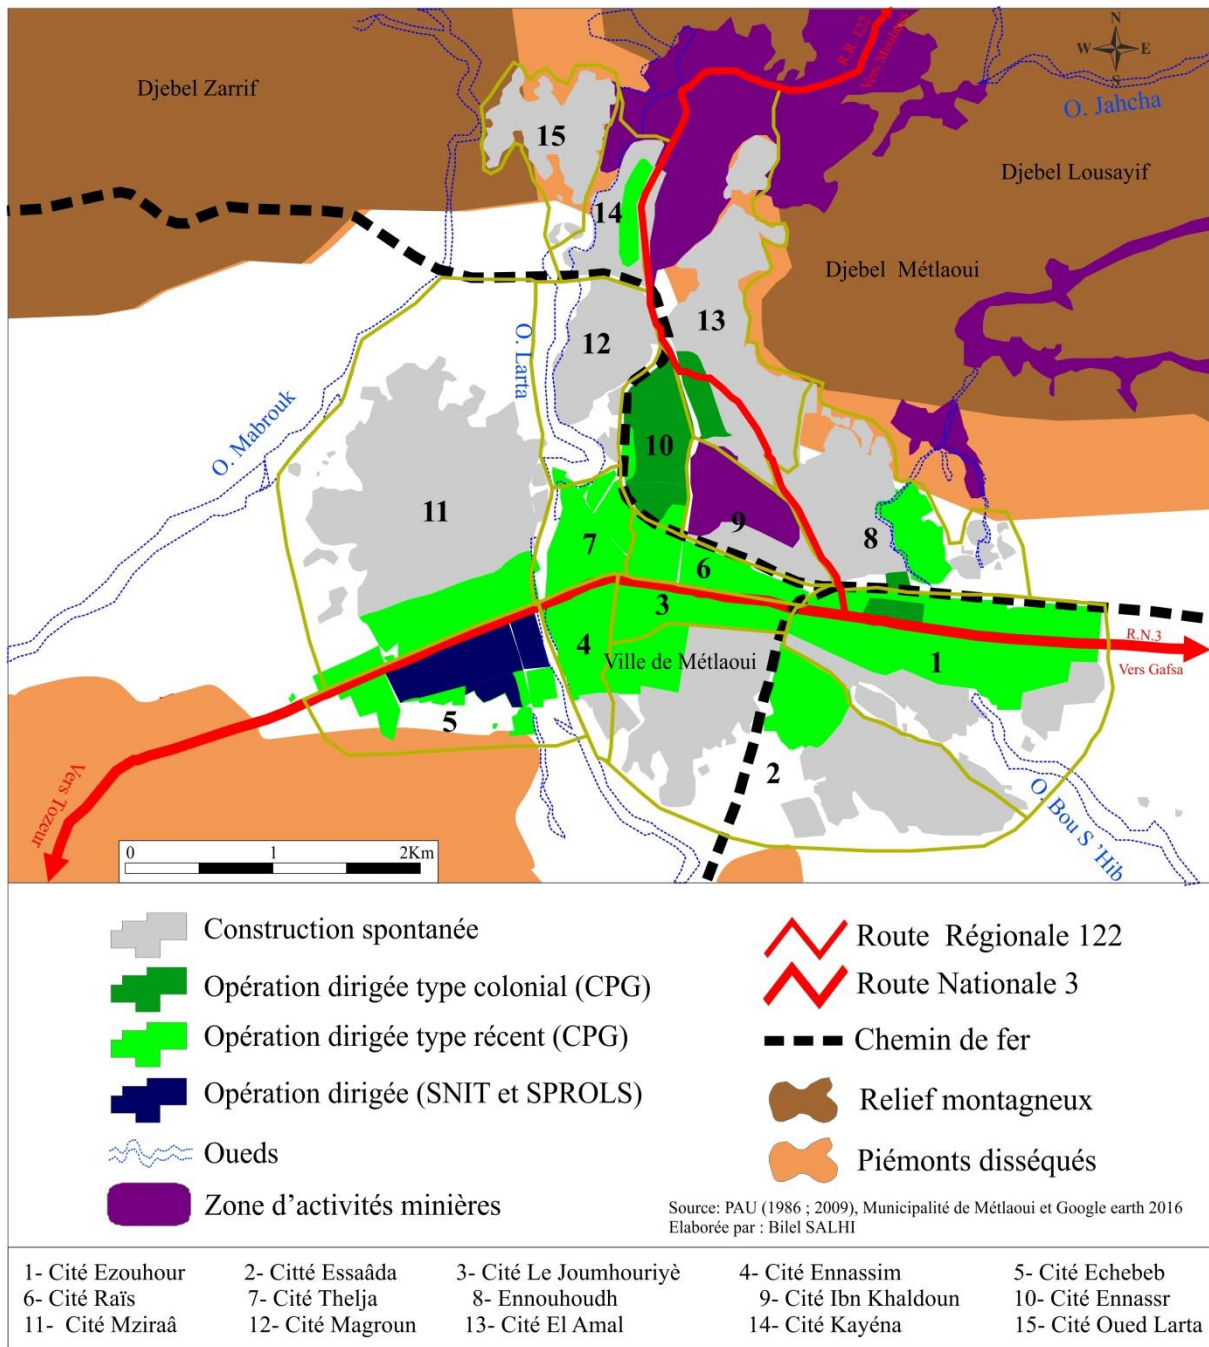 N
W E
S
R.R. 122
Vers Moulares
Djebel Zarrif
O. Jahcha
15
Djebel Lousayif
14
Djebel Métlaoui
13
12
O. Larta
O. Mabrouk
10
11
9
8
7
6
3
4
Ville de Métlaoui
1
R.N.3
Vers Gafsa
5
2
Vers Tozeur
O. Bou S 'Hib
0 1 2Km
Construction spontanée
Opération dirigée type colonial (CPG)
Opération dirigée type récent (CPG)
Opération dirigée (SNIT et SPROLS)
Oueds
Zone d'activités minières
Route Régionale 122
Route Nationale 3
Chemin de fer
Relief montagneux
Piémonts disséqués
Source: PAU (1986 ; 2009), Municipalité de Métlaoui et Google earth 2016
Elaborée par : Bilel SALHI
1- Cité Ezouhour 2- Citté Essaâda 3- Cité Le Joumhouriyè 4- Cité Ennassim 5- Cité Echebeb
6- Cité Raïs 7- Cité Thelja 8- Ennouhoudh 9- Cité Ibn Khaldoun 10- Cité Ennassr
11- Cité Mziraâ 12- Cité Magroun 13- Cité El Amal 14- Cité Kayéna 15- Cité Oued Larta